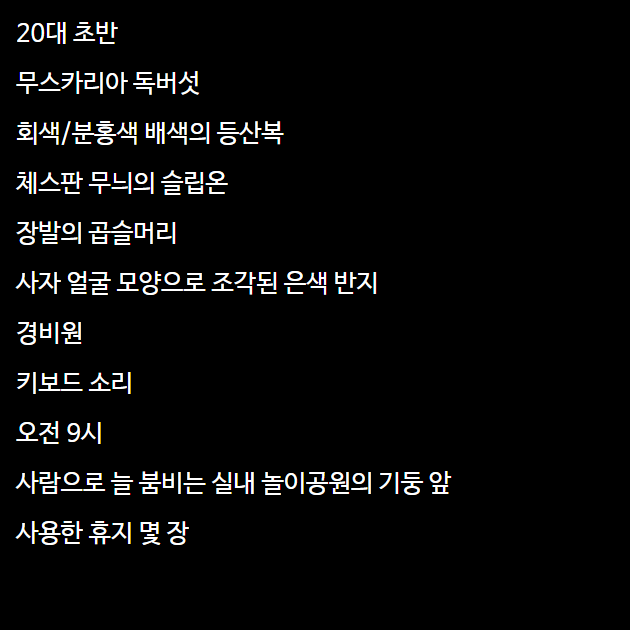 20대 초반
무스카리아 독버섯
회색/분홍색 배색의 등산복
체스판 무늬의 슬립온
장발의 곱슬머리
사자 얼굴 모양으로 조각된 은색 반지
경비원
키보드 소리
오전 9시
사람으로 늘 붐비는 실내 놀이공원의 기둥 앞
사용한 휴지 몇 장